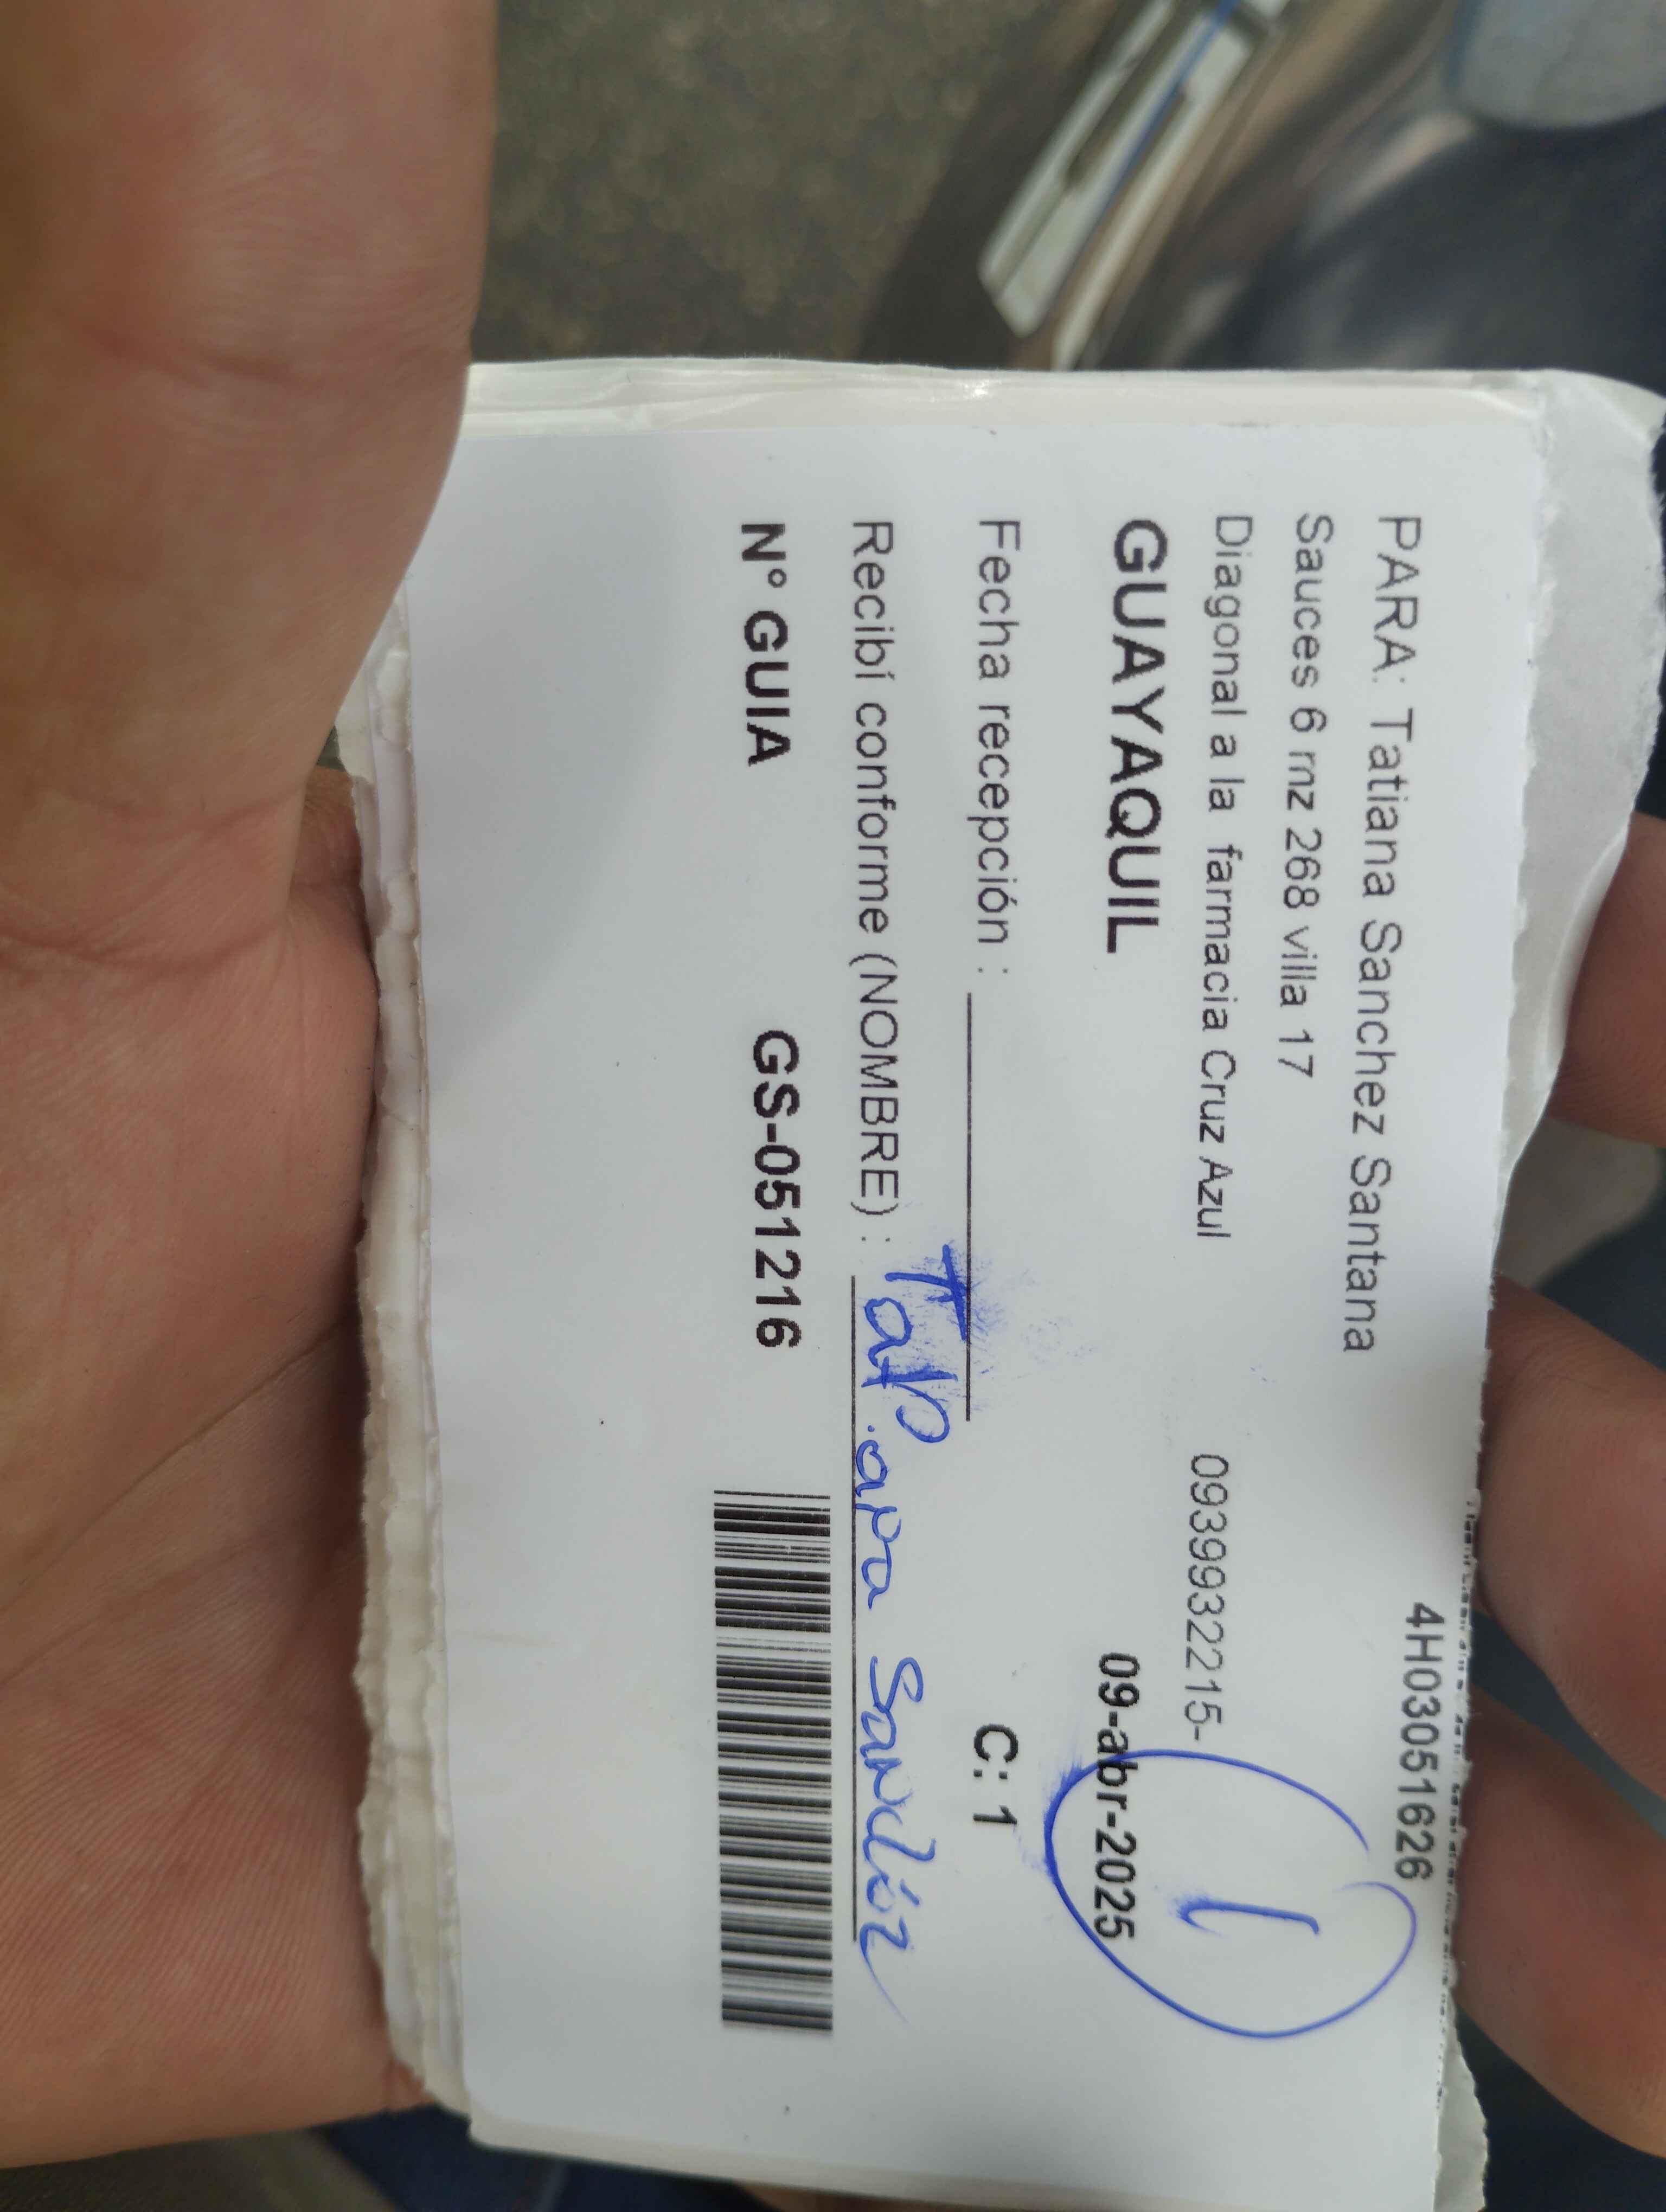 4H03051626
PARA: Tatiana Sanchez Santana
Sauces 6 mz 268 villa 17
Diagonal a la farmacia Cruz Azul 0939932215-
GUAYAQUIL 09-abr-2025
1
Fecha recepción :
C: 1
Recibí conforme (NOMBRE) :
N° GUIA GS-051216